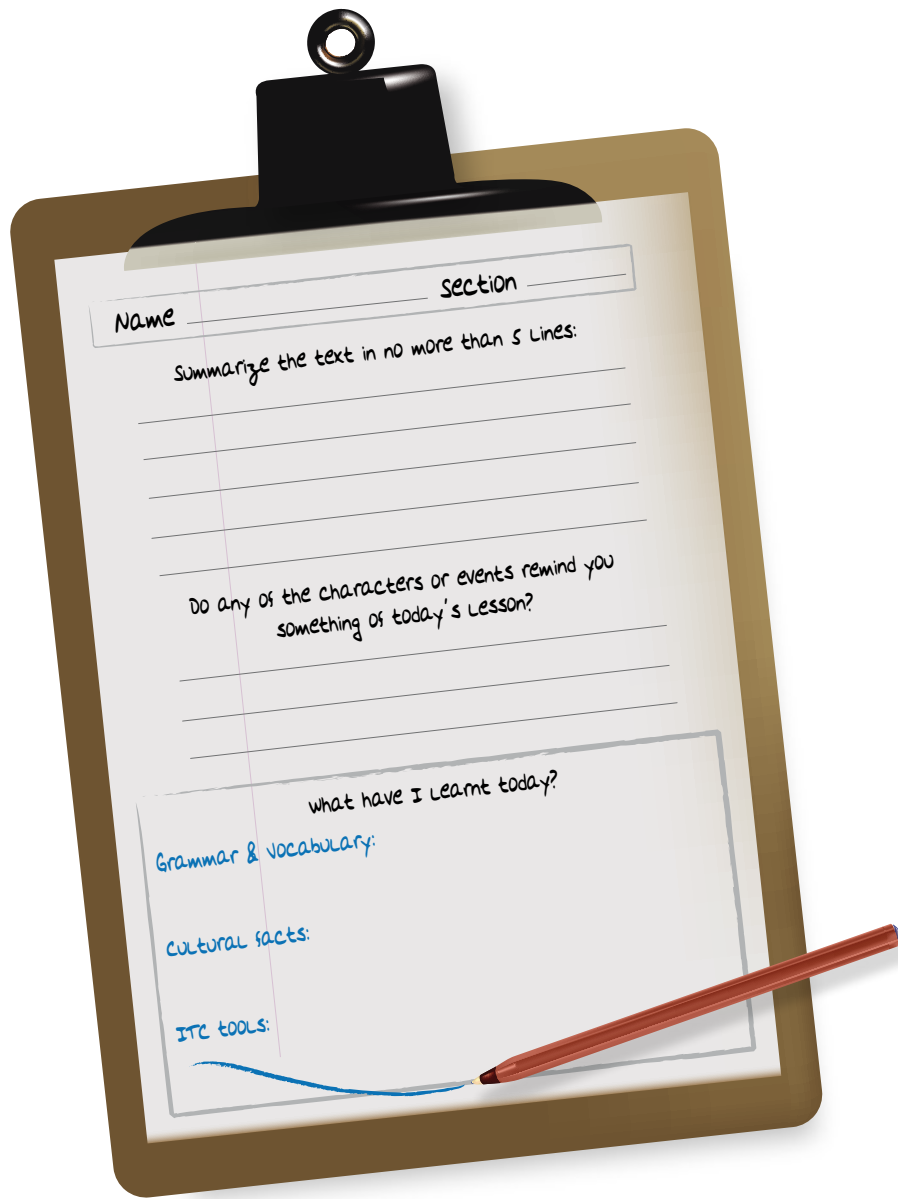 Name Section
Summarize the text in no more than 5 lines:
Do any of the characters or events remind you
something of today's lesson?
What have I learnt today?
Grammar & vocabulary:
Cultural facts:
ITC tools: